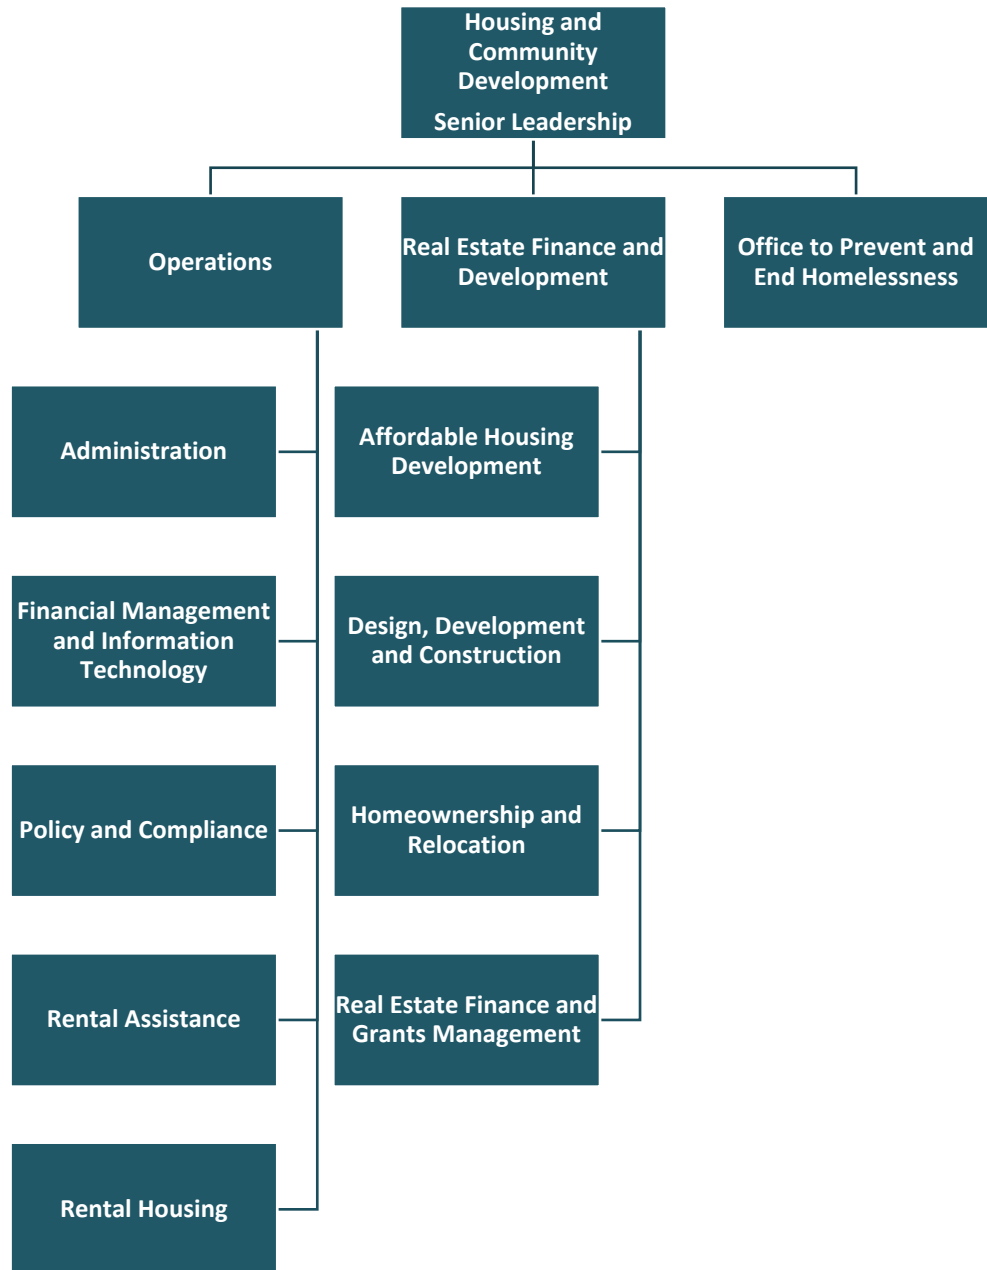 Housing and
Community
Development
Senior Leadership
Operations
Real Estate Finance and
Development
Office to Prevent and
End Homelessness
Administration
Affordable Housing
Development
Financial Management
and Information
Technology
Design, Development
and Construction
Policy and Compliance
Homeownership and
Relocation
Rental Assistance
Real Estate Finance and
Grants Management
Rental Housing